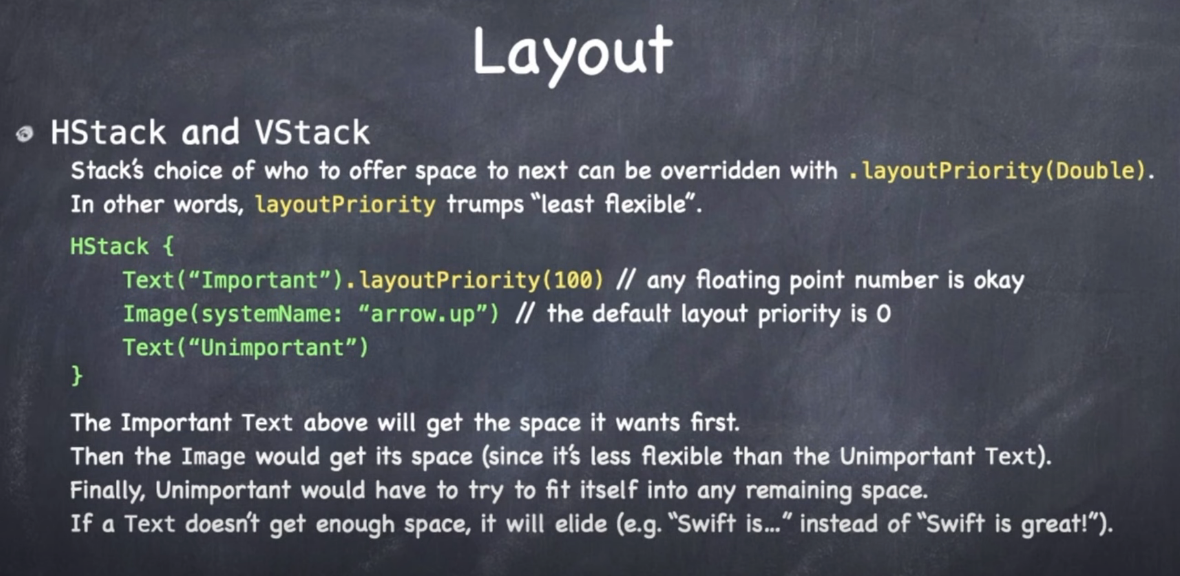 Layout
HStack and VStack
Stack's choice of who to offer space to next can be overridden with .layoutPriority(Double).
In other words, layoutPriority trumps “least flexible”.
HStack {
Text(“Important”).layoutPriority(100) // any floating point number is okay
Image(systemName: “arrow.up”) // the default layout priority is 0
Text(“Unimportant”)
}
The Important Text above will get the space it wants first.
Then the Image would get its space (since it's less flexible than the Unimportant Text).
Finally, Unimportant would have to try to fit itself into any remaining space.
If a Text doesn't get enough space, it will elide (e.g. “Swift is...” instead of “Swift is great!”).